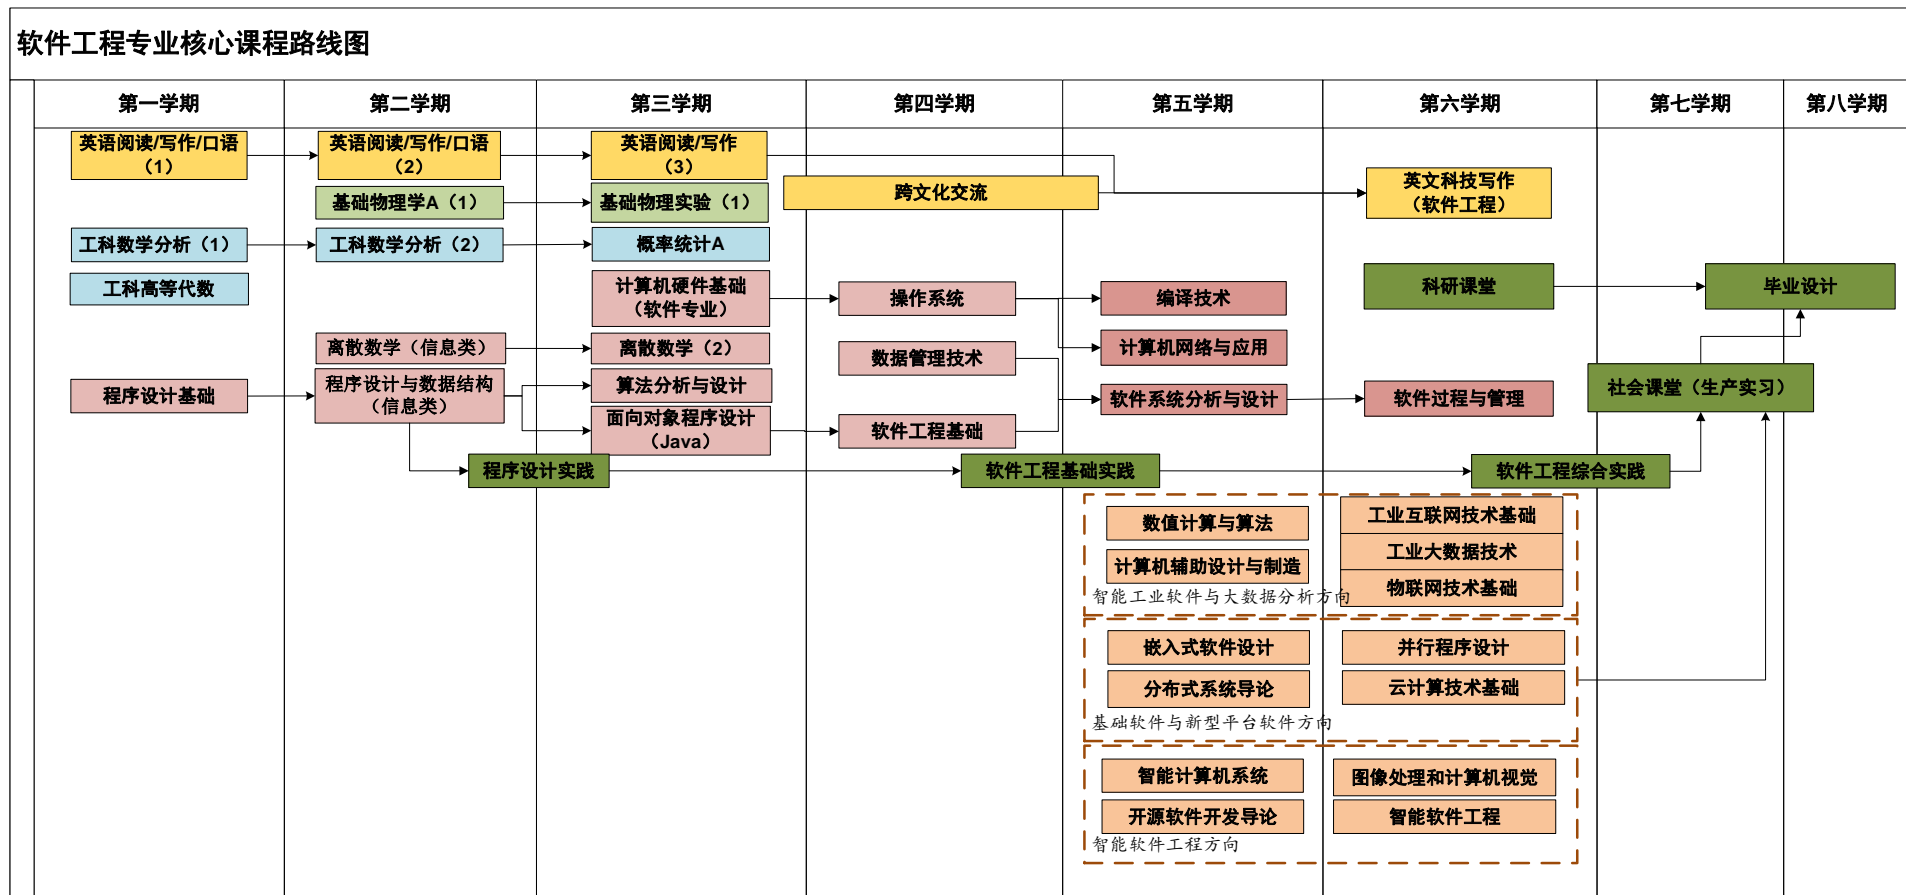 软件工程专业核心课程路线图
第一学期
第二学期
第三学期
第四学期
第五学期
第六学期
第七学期
第八学期
英语阅读/写作/口语
（1）
英语阅读/写作/口语
（2）
英语阅读/写作
（3）
跨文化交流
英文科技写作
（软件工程）
基础物理学A（1）
基础物理实验（1）
工科数学分析（1）
工科数学分析（2）
概率统计A
工科高等代数
计算机硬件基础
（软件专业）
操作系统
编译技术
科研课堂
毕业设计
离散数学（信息类）
离散数学（2）
数据管理技术
计算机网络与应用
程序设计基础
程序设计与数据结构
（信息类）
算法分析与设计
面向对象程序设计
（Java）
软件工程基础
软件系统分析与设计
软件过程与管理
社会课堂（生产实习）
程序设计实践
软件工程基础实践
软件工程综合实践
数值计算与算法
计算机辅助设计与制造
工业互联网技术基础
工业大数据技术
物联网技术基础
智能工业软件与大数据分析方向
嵌入式软件设计
并行程序设计
分布式系统导论
云计算技术基础
基础软件与新型平台软件方向
智能计算机系统
图像处理和计算机视觉
开源软件开发导论
智能软件工程
智能软件工程方向